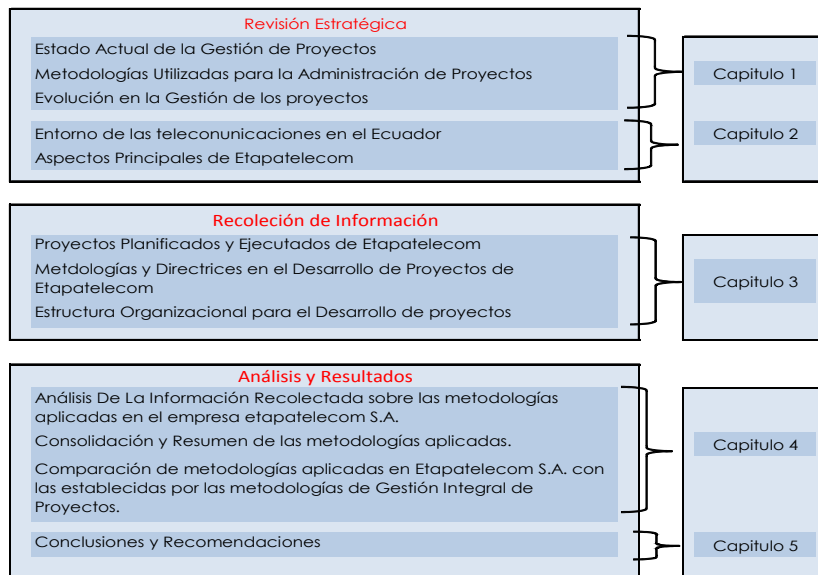 Revisión Estratégica
Estado Actual de la Gestión de Proyectos
Metodologías Utilizadas para la Administración de Proyectos
Evolución en la Gestión de los proyectos
Capitulo 1
Entorno de las teleconunicaciones en el Ecuador
Aspectos Principales de Etapatelecom
Capitulo 2
Recoleción de Información
Proyectos Planificados y Ejecutados de Etapatelecom
Metdologías y Directrices en el Desarrollo de Proyectos de
Etapatelecom
Estructura Organizacional para el Desarrollo de proyectos
Capitulo 3
Análisis y Resultados
Análisis De La Información Recolectada sobre las metodologías
aplicadas en el empresa etapatelecom S.A.
Consolidación y Resumen de las metodologías aplicadas.
Comparación de metodologías aplicadas en Etapatelecom S.A. con
las establecidas por las metodologías de Gestión Integral de
Proyectos.
Capitulo 4
Conclusiones y Recomendaciones
Capitulo 5